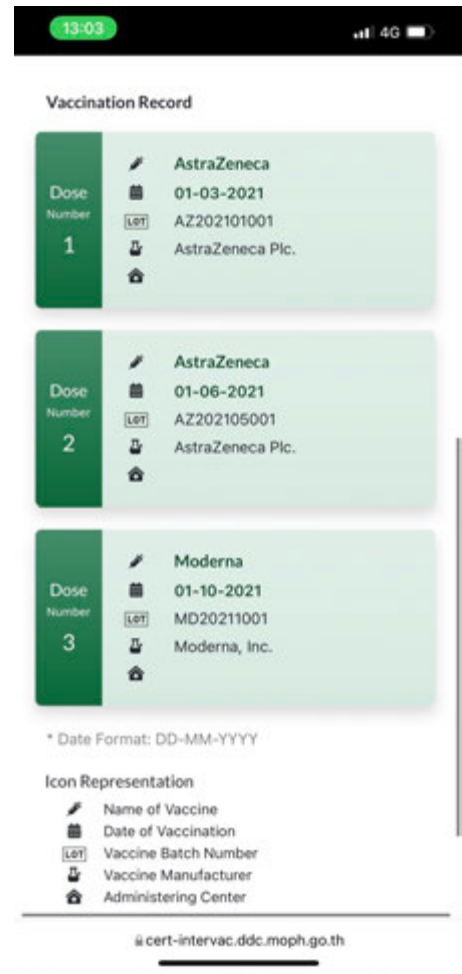 13:03
4G
Vaccination Record
Dose
Number
1
AstraZeneca
01-03-2021
LOT
AZ202101001
AstraZeneca Plc.
Dose
Number
2
AstraZeneca
01-06-2021
LOT
AZ202105001
AstraZeneca Plc.
Dose
Number
3
Moderna
01-10-2021
LOT
MD20211001
Moderna, Inc.
* Date Format: DD-MM-YYYY
Icon Representation
Name of Vaccine
Date of Vaccination
LOT Vaccine Batch Number
Vaccine Manufacturer
Administering Center
cert-intervac.ddc.moph.go.th